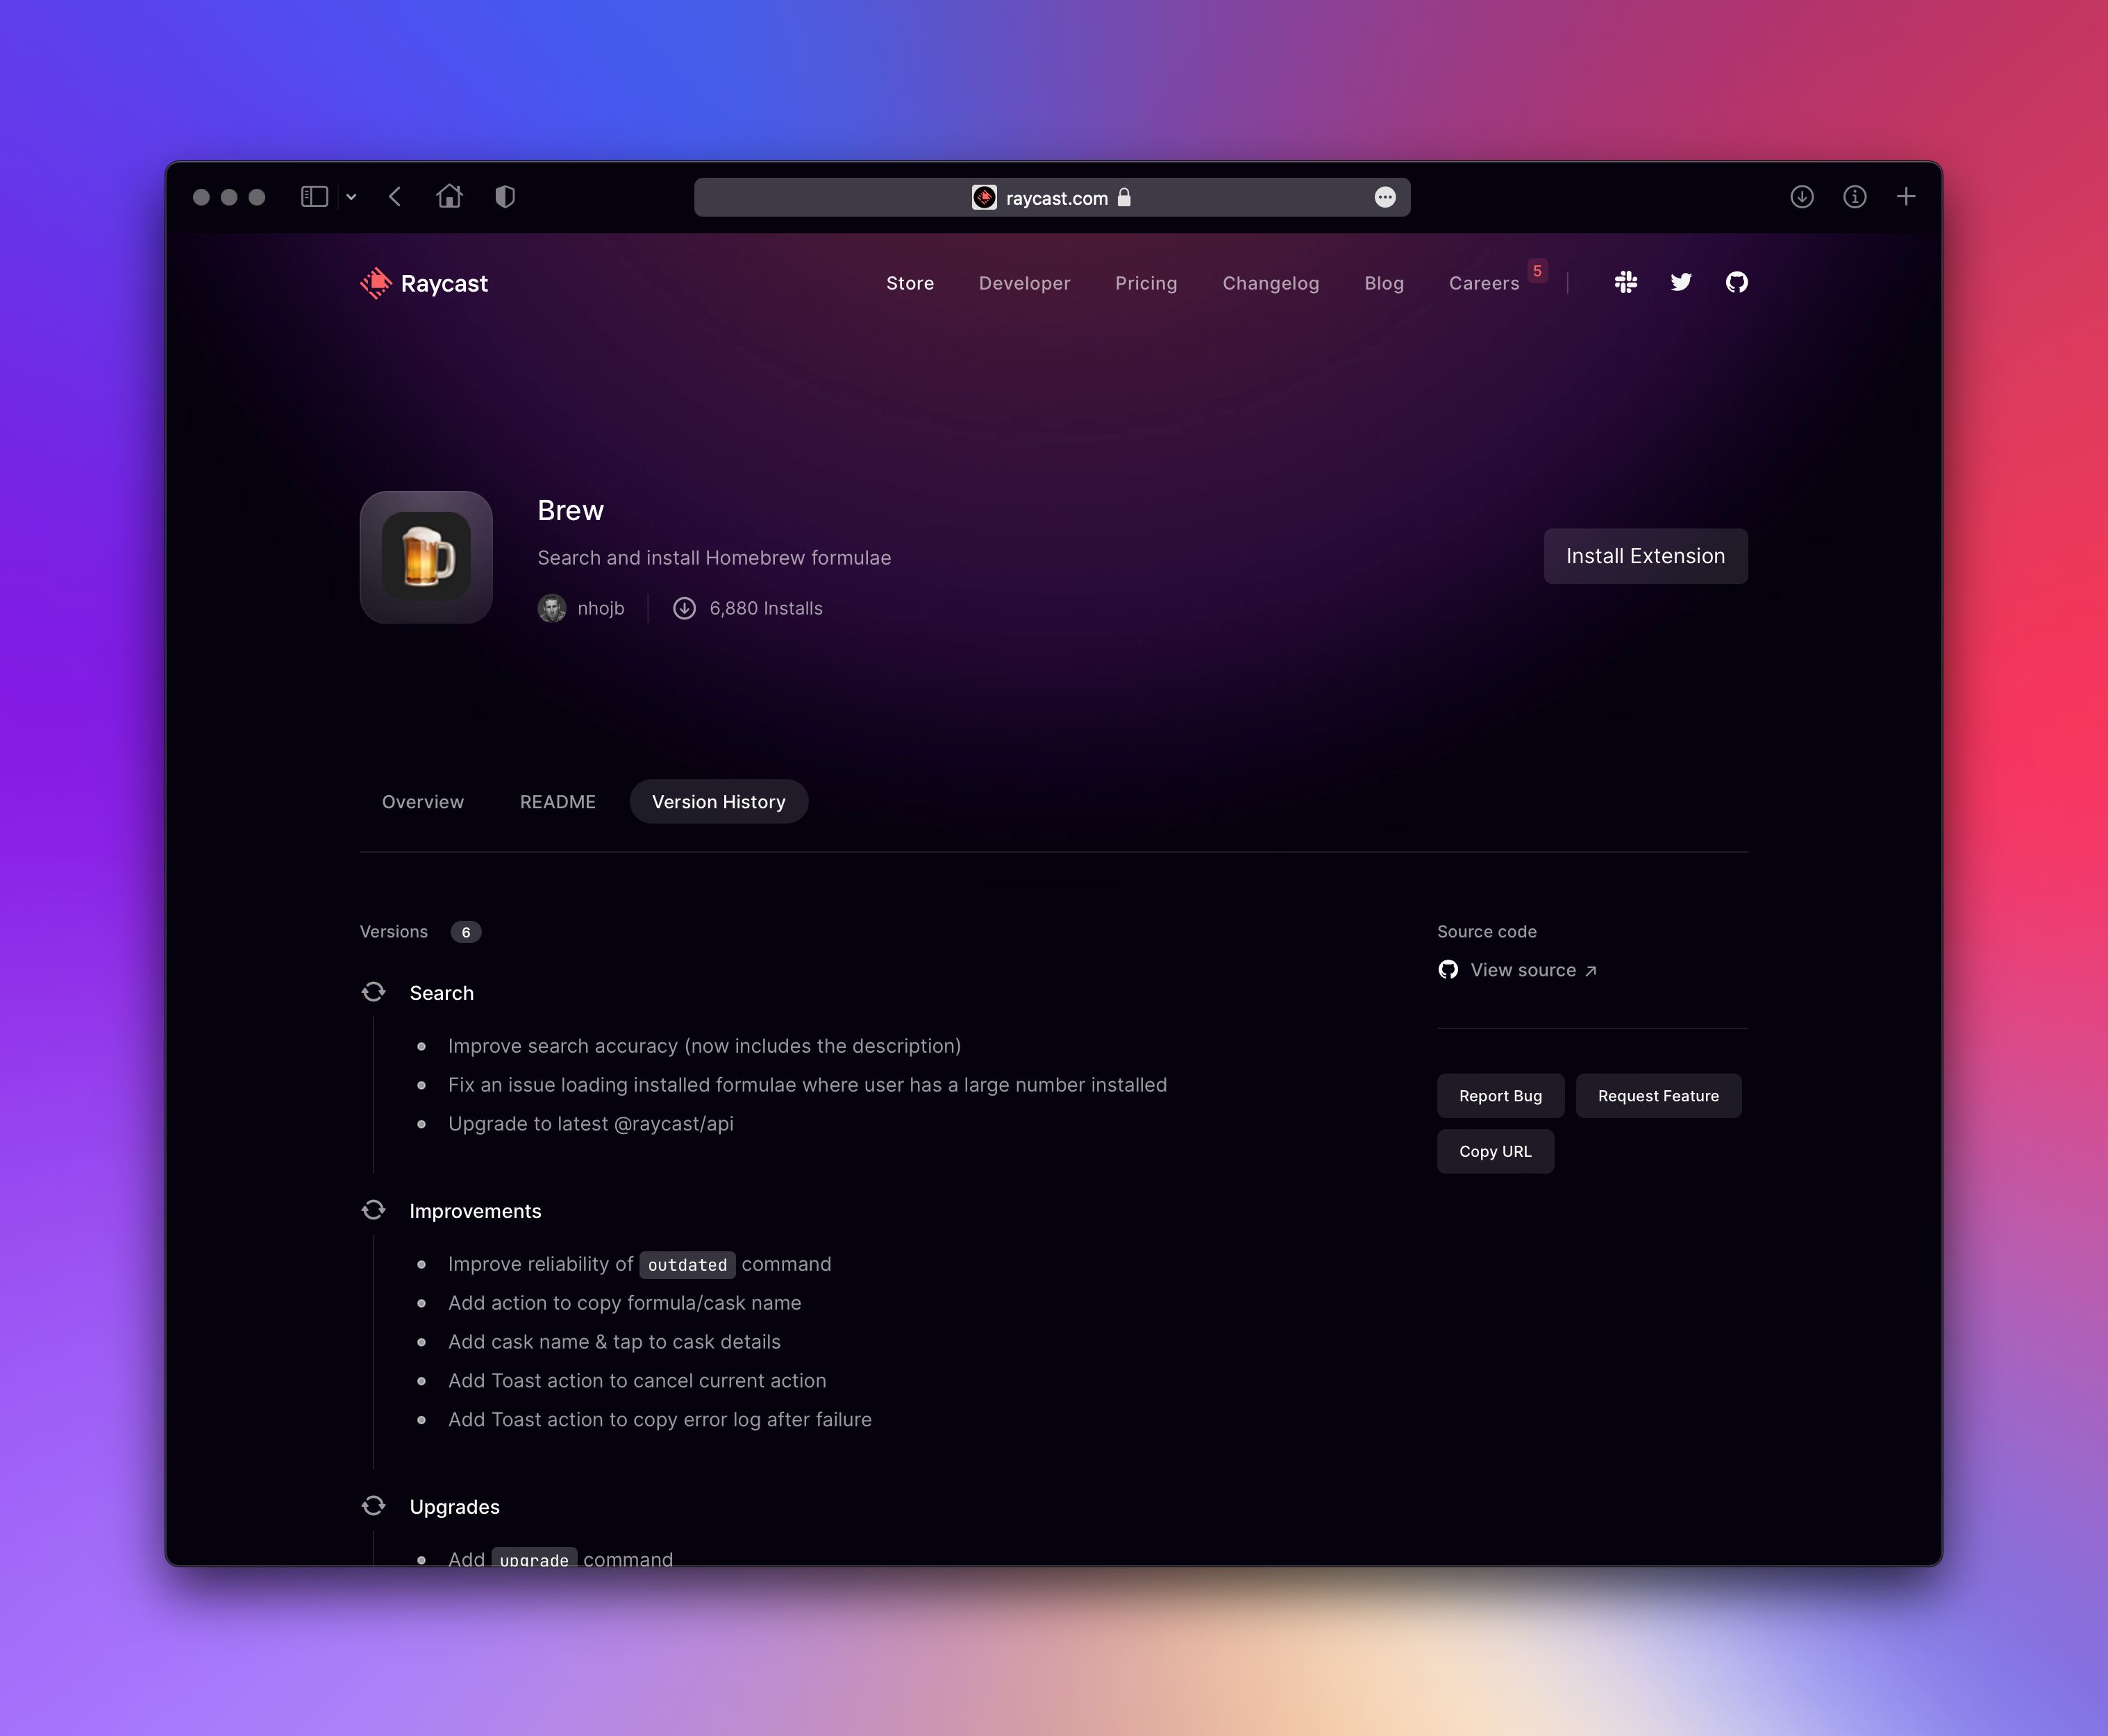 raycast.com
Raycast
Store
Developer
Pricing
Changelog
Blog
Careers
5
Brew
Search and install Homebrew formulae
nhojb
6,880 Installs
Install Extension
Overview
README
Version History
Versions
6
Search
Improve search accuracy (now includes the description)
Fix an issue loading installed formulae where user has a large number installed
Upgrade to latest @raycast/api
Improvements
Improve reliability of outdated command
Add action to copy formula/cask name
Add cask name & tap to cask details
Add Toast action to cancel current action
Add Toast action to copy error log after failure
Upgrades
Add upgrade command
Source code
View source ↗
Report Bug
Request Feature
Copy URL